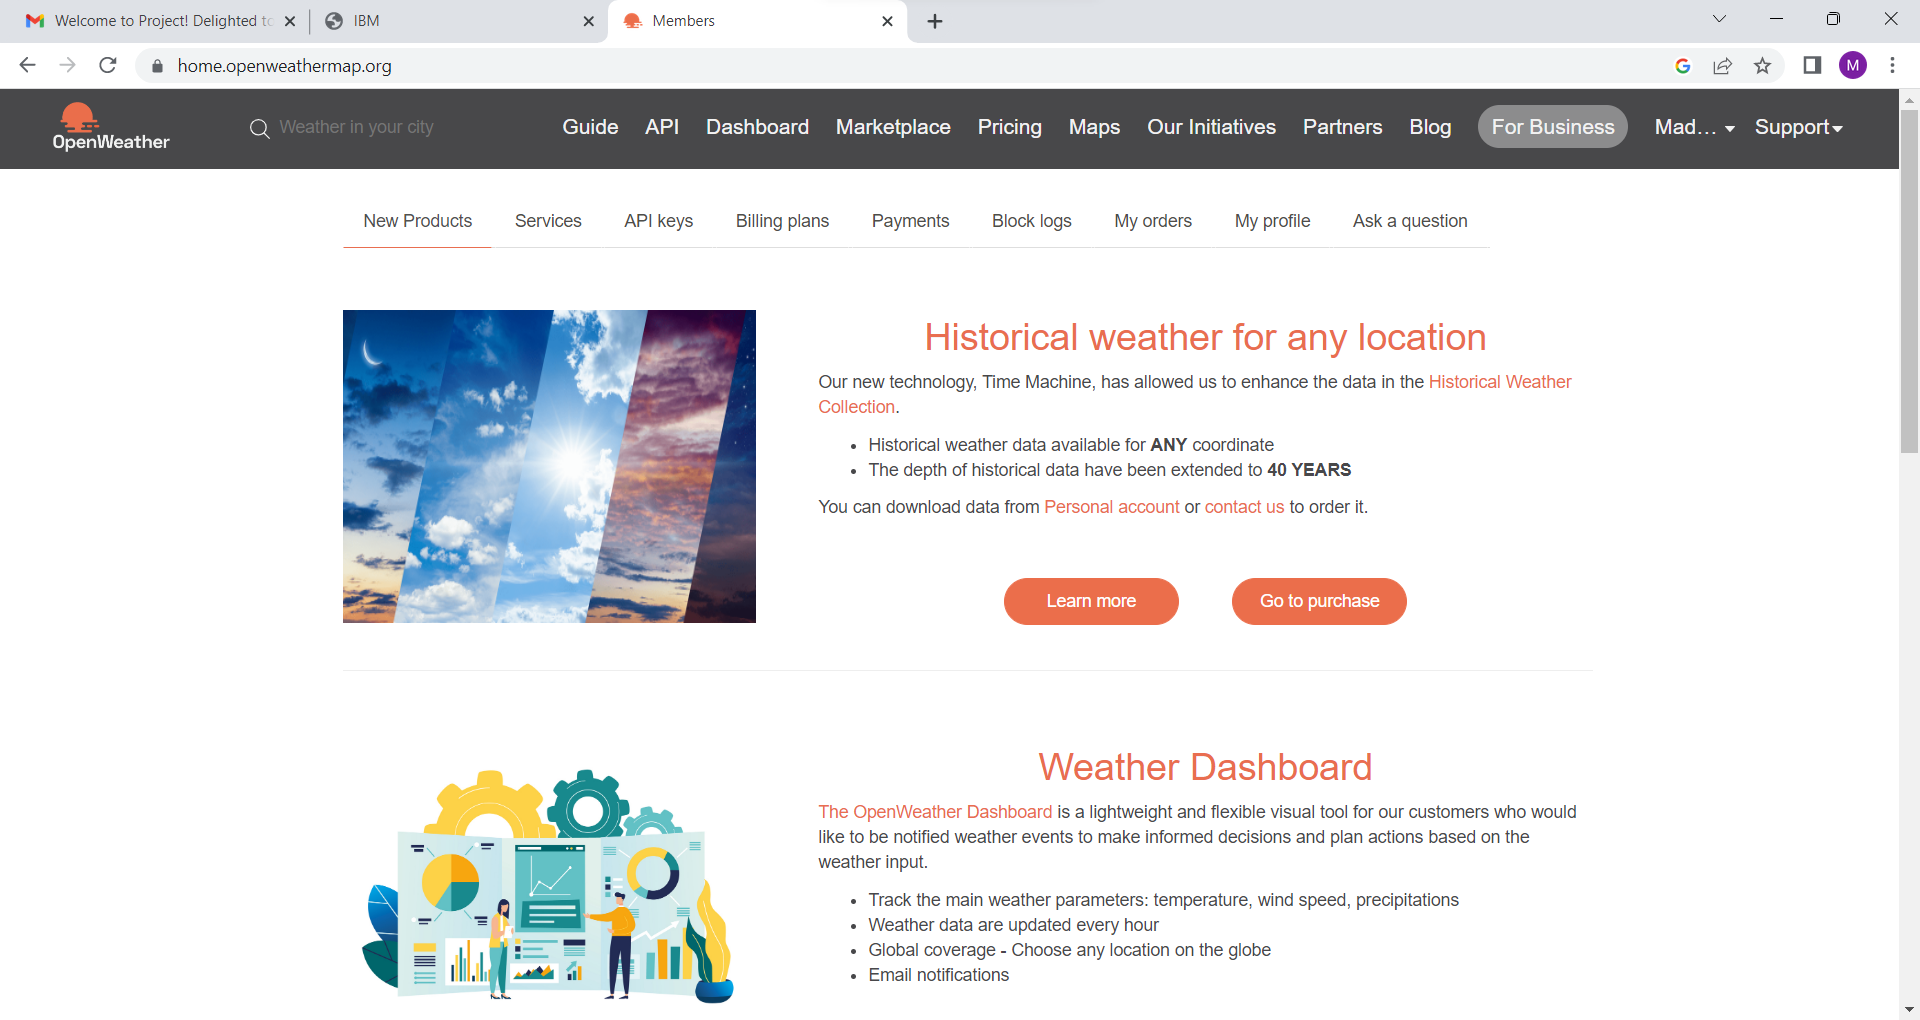 Welcome to Project! Delighted to
IBM
Members
home.openweathermap.org
M
OpenWeather
Weather in your city
Guide API Dashboard Marketplace Pricing Maps Our Initiatives Partners Blog For Business Mad... Support
New Products Services API keys Billing plans Payments Block logs My orders My profile Ask a question
Historical weather for any location
Our new technology, Time Machine, has allowed us to enhance the data in the Historical Weather
Collection.
• Historical weather data available for ANY coordinate
• The depth of historical data have been extended to 40 YEARS
You can download data from Personal account or contact us to order it.
Learn more Go to purchase
Weather Dashboard
The OpenWeather Dashboard is a lightweight and flexible visual tool for our customers who would
like to be notified weather events to make informed decisions and plan actions based on the
weather input.
• Track the main weather parameters: temperature, wind speed, precipitations
• Weather data are updated every hour
• Global coverage - Choose any location on the globe
• Email notifications